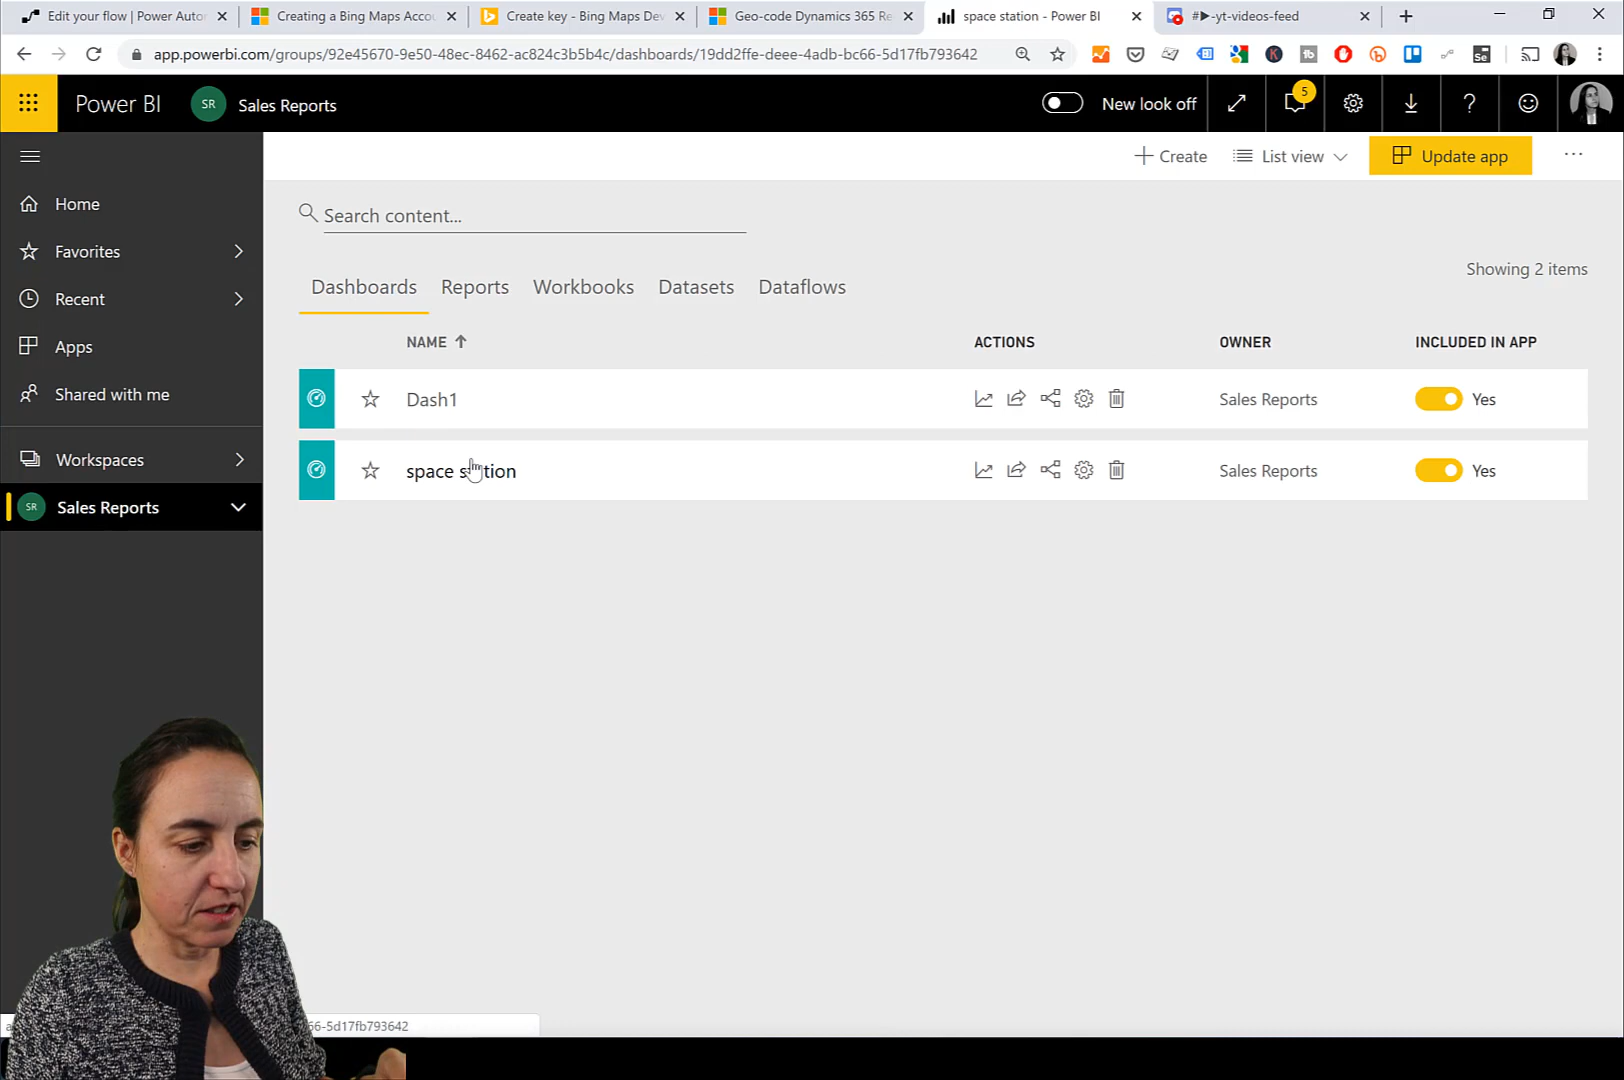 Edit your flow | Power Autor
Creating a Bing Maps Accou
Create key - Bing Maps Dev
Geo-code Dynamics 365 Re
space station - Power BI
#▶-yt-videos-feed
app.powerbi.com/groups/92e45670-9e50-48ec-8462-ac824c3b5b4c/dashboards/19dd2ffe-deee-4adb-bc66-5d17fb793642
Power BI
SR
Sales Reports
New look off
5
Create
List view
Update app
Home
Favorites
Recent
Apps
Shared with me
Workspaces
SR
Sales Reports
Search content...
Showing 2 items
Dashboards
Reports
Workbooks
Datasets
Dataflows
NAME
ACTIONS
OWNER
INCLUDED IN APP
Dash1
Sales Reports
Yes
space station
Sales Reports
Yes
66-5d17fb793642